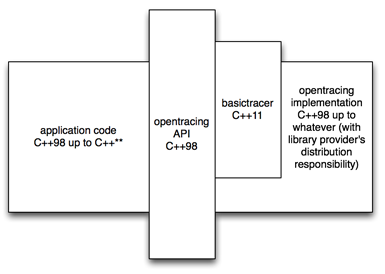 application code
C++98 up to C++**
opentracing
API
C++98
basictracer
C++11
opentracing
implementation
C++98 up to
whatever (with
library provider's
distribution
responsibility)